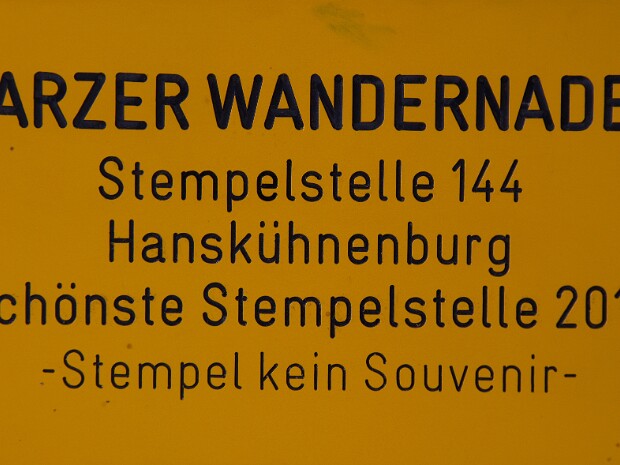 ARZER WANDERNADE
Stempelstelle 144
Hanskühnenburg
chönste Stempelstelle 201
-Stempel kein Souvenir-